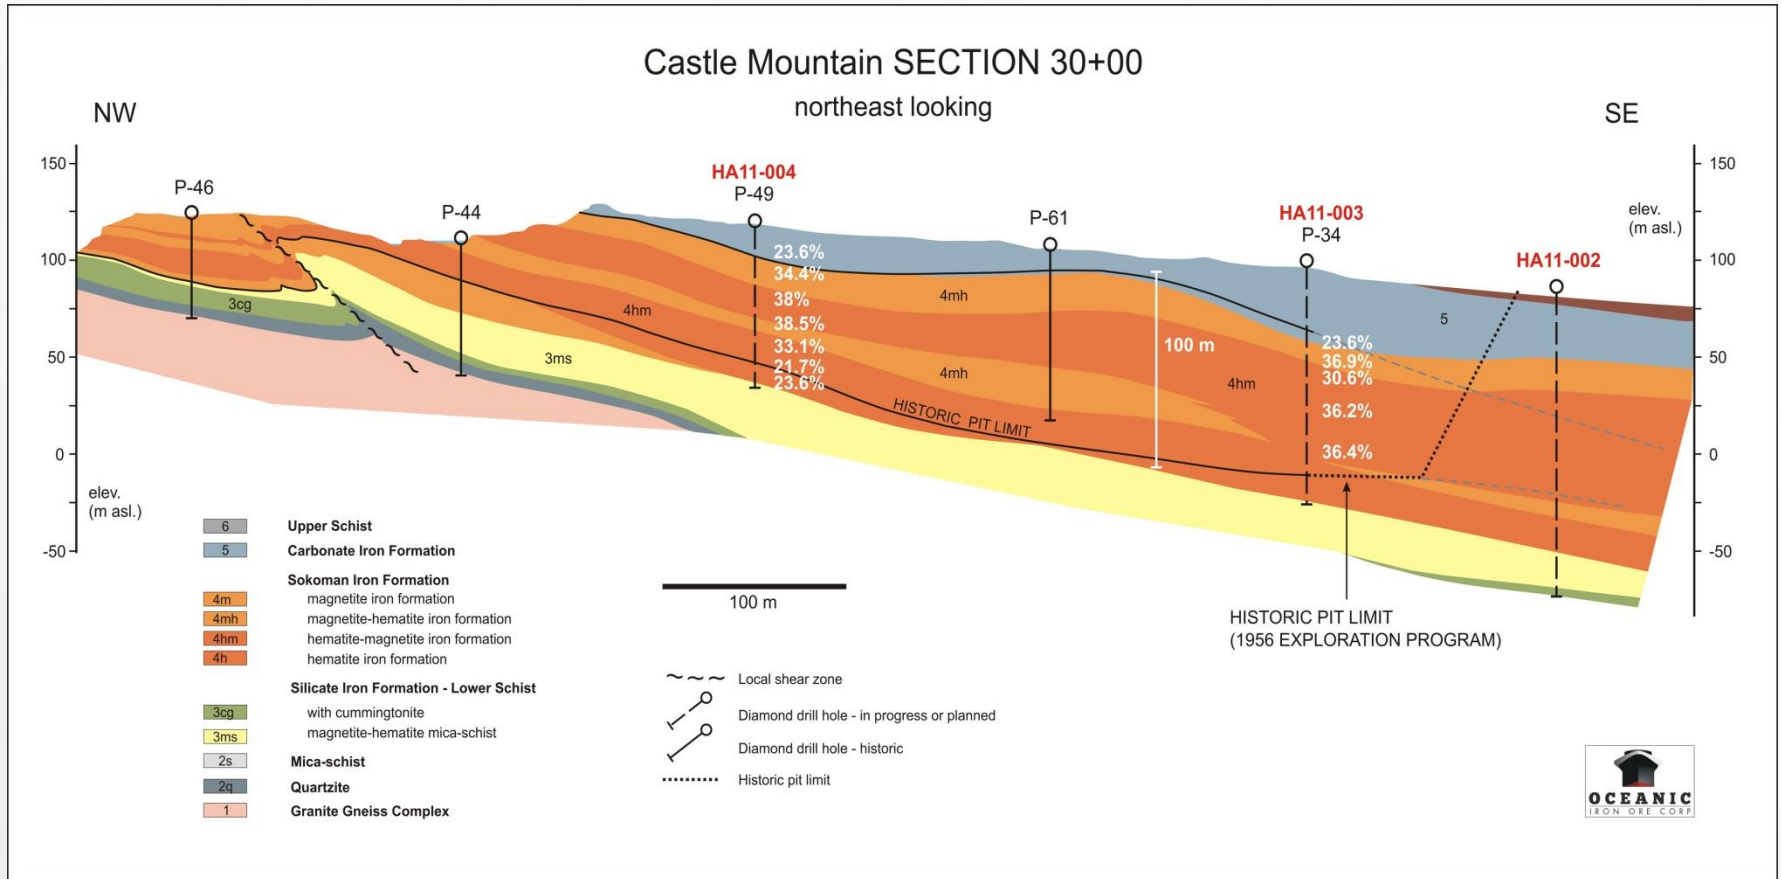 Castle Mountain SECTION 30+00
northeast looking
NW
SE
150
100
50
0
-50
elev.
(m asl.)
150
100
50
0
-50
elev.
(m asl.)
P-46
P-44
HA11-004
P-49
P-61
HA11-003
P-34
HA11-002
23.6%
34.4%
38%
38.5%
33.1%
21.7%
23.6%
23.6%
36.9%
30.6%
36.2%
36.4%
3cg
3ms
4hm
4mh
4mh
4hm
5
100 m
HISTORIC PIT LIMIT
HISTORIC PIT LIMIT
(1956 EXPLORATION PROGRAM)
100 m
6 Upper Schist
5 Carbonate Iron Formation
Sokoman Iron Formation
4m magnetite iron formation
4mh magnetite-hematite iron formation
4hm hematite-magnetite iron formation
4h hematite iron formation
Silicate Iron Formation - Lower Schist
3cg with cummingtonite
3ms magnetite-hematite mica-schist
2s Mica-schist
2q Quartzite
1 Granite Gneiss Complex
Local shear zone
Diamond drill hole - in progress or planned
Diamond drill hole - historic
Historic pit limit
OCEANIC
IRON ORE CORP